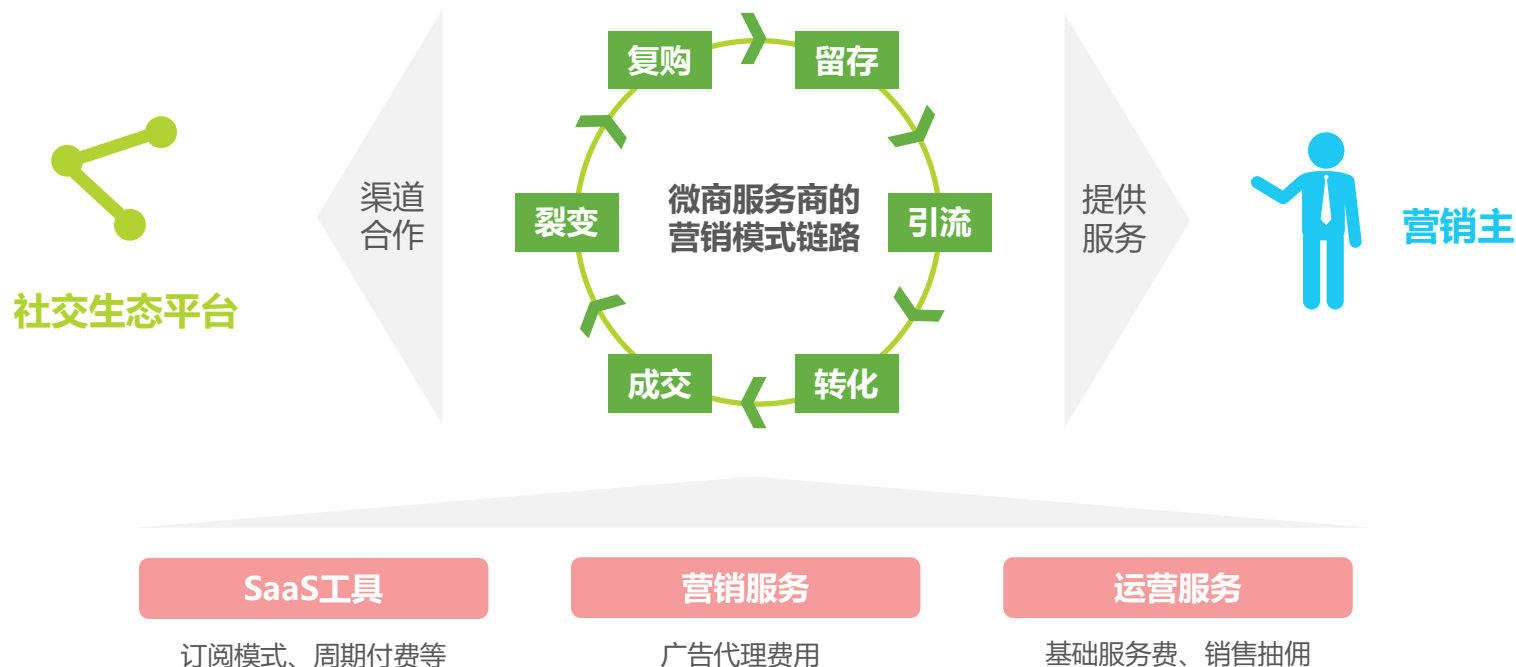 复购
留存
渠道
合作
裂变
微商服务商的
营销模式链路
引流
提供
服务
营销主
社交生态平台
成交
转化
SaaS工具
营销服务
运营服务
订阅模式、周期付费等
广告代理费用
基础服务费、销售抽佣